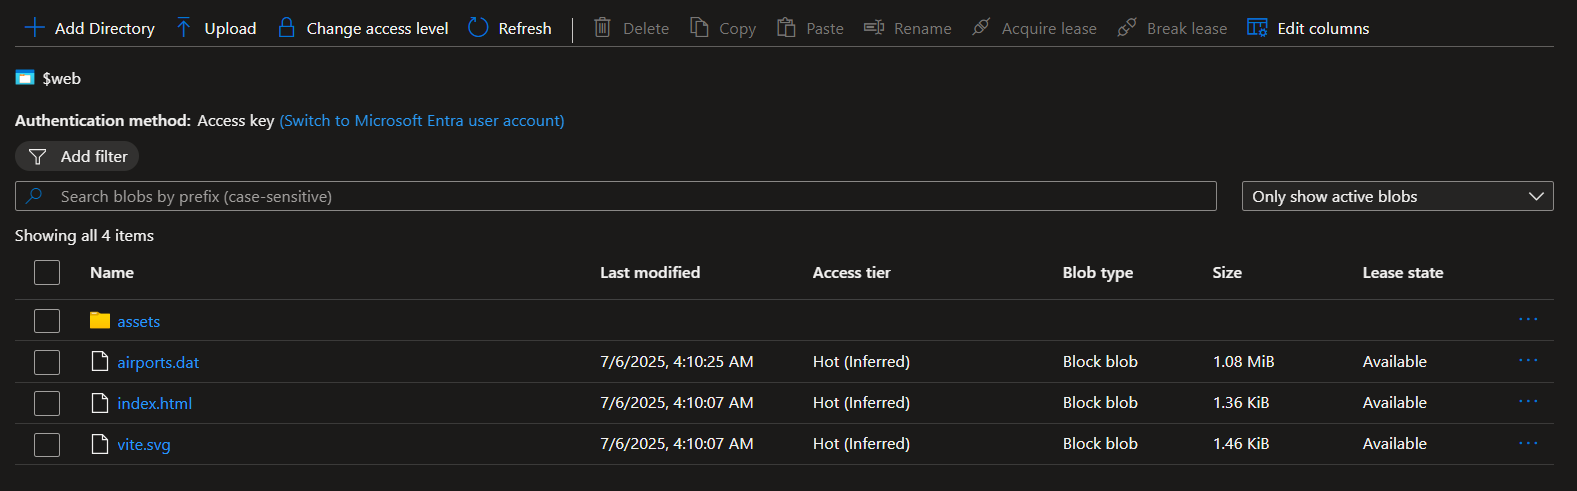 Add Directory Upload Change access level Refresh Delete Copy Paste Rename Acquire lease Break lease Edit columns
$web
Authentication method: Access key (Switch to Microsoft Entra user account)
Add filter
Search blobs by prefix (case-sensitive) Only show active blobs
Showing all 4 items
Name Last modified Access tier Blob type Size Lease state
assets ...
airports.dat 7/6/2025, 4:10:25 AM Hot (Inferred) Block blob 1.08 MiB Available ...
index.html 7/6/2025, 4:10:07 AM Hot (Inferred) Block blob 1.36 KiB Available ...
vite.svg 7/6/2025, 4:10:07 AM Hot (Inferred) Block blob 1.46 KiB Available ...